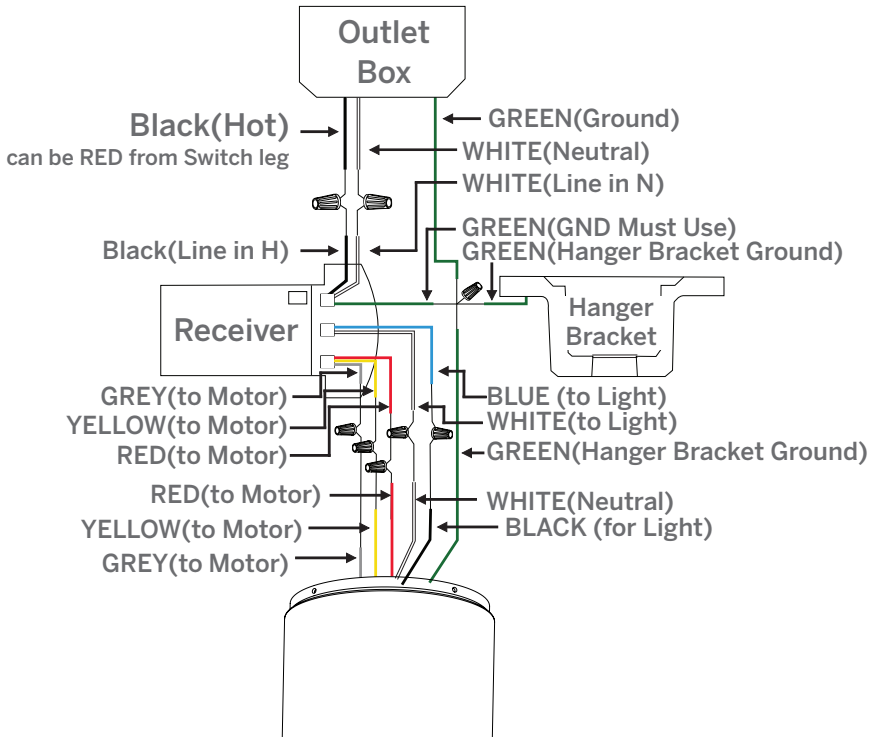 Outlet
Box
Black(Hot)
can be RED from Switch leg
GREEN(Ground)
WHITE(Neutral)
WHITE(Line in N)
GREEN(GND Must Use)
Black(Line in H)
GREEN(Hanger Bracket Ground)
Receiver
Hanger
Bracket
GREY(to Motor)
BLUE (to Light)
YELLOW(to Motor)
WHITE(to Light)
RED(to Motor)
GREEN(Hanger Bracket Ground)
RED(to Motor)
WHITE(Neutral)
YELLOW(to Motor)
BLACK (for Light)
GREY(to Motor)